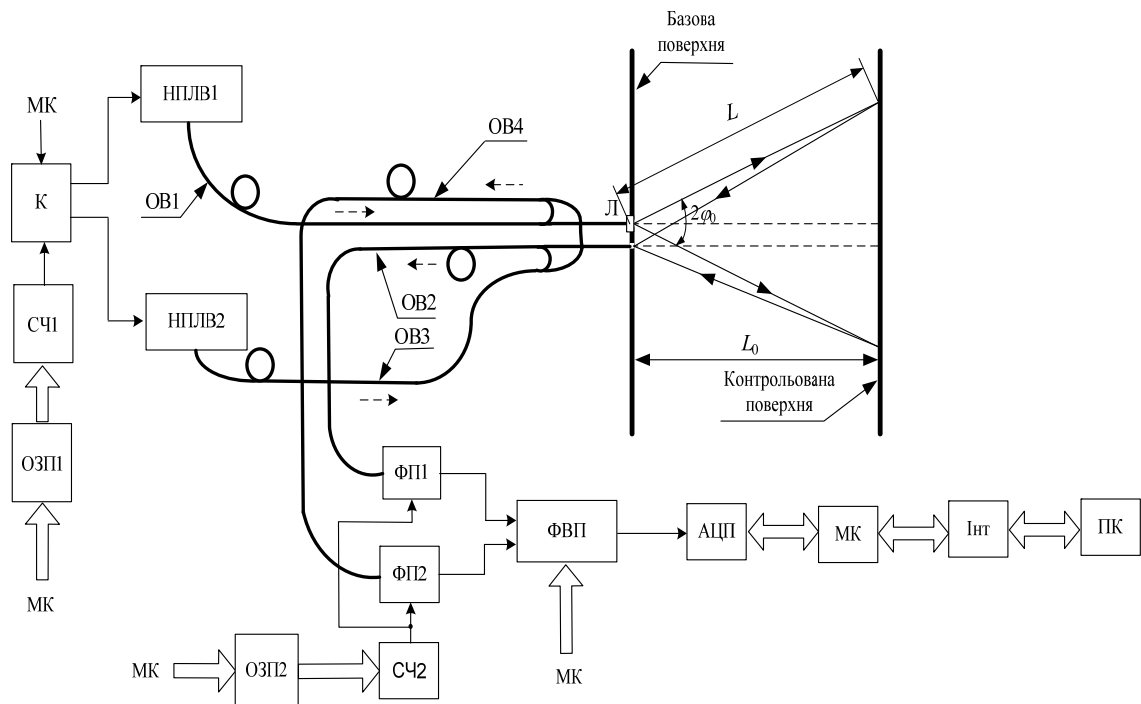 Базова
поверхня
НПЛВ1
МК
ОВ4
L
К
ОВ1
Л
2φ₀
ОВ2
СЧ1
НПЛВ2
ОВ3
L₀
Контрольована
поверхня
ОЗП1
ФП1
ФВП
АЦП
МК
Інт
ПК
ФП2
МК
МК
ОЗП2
СЧ2
МК